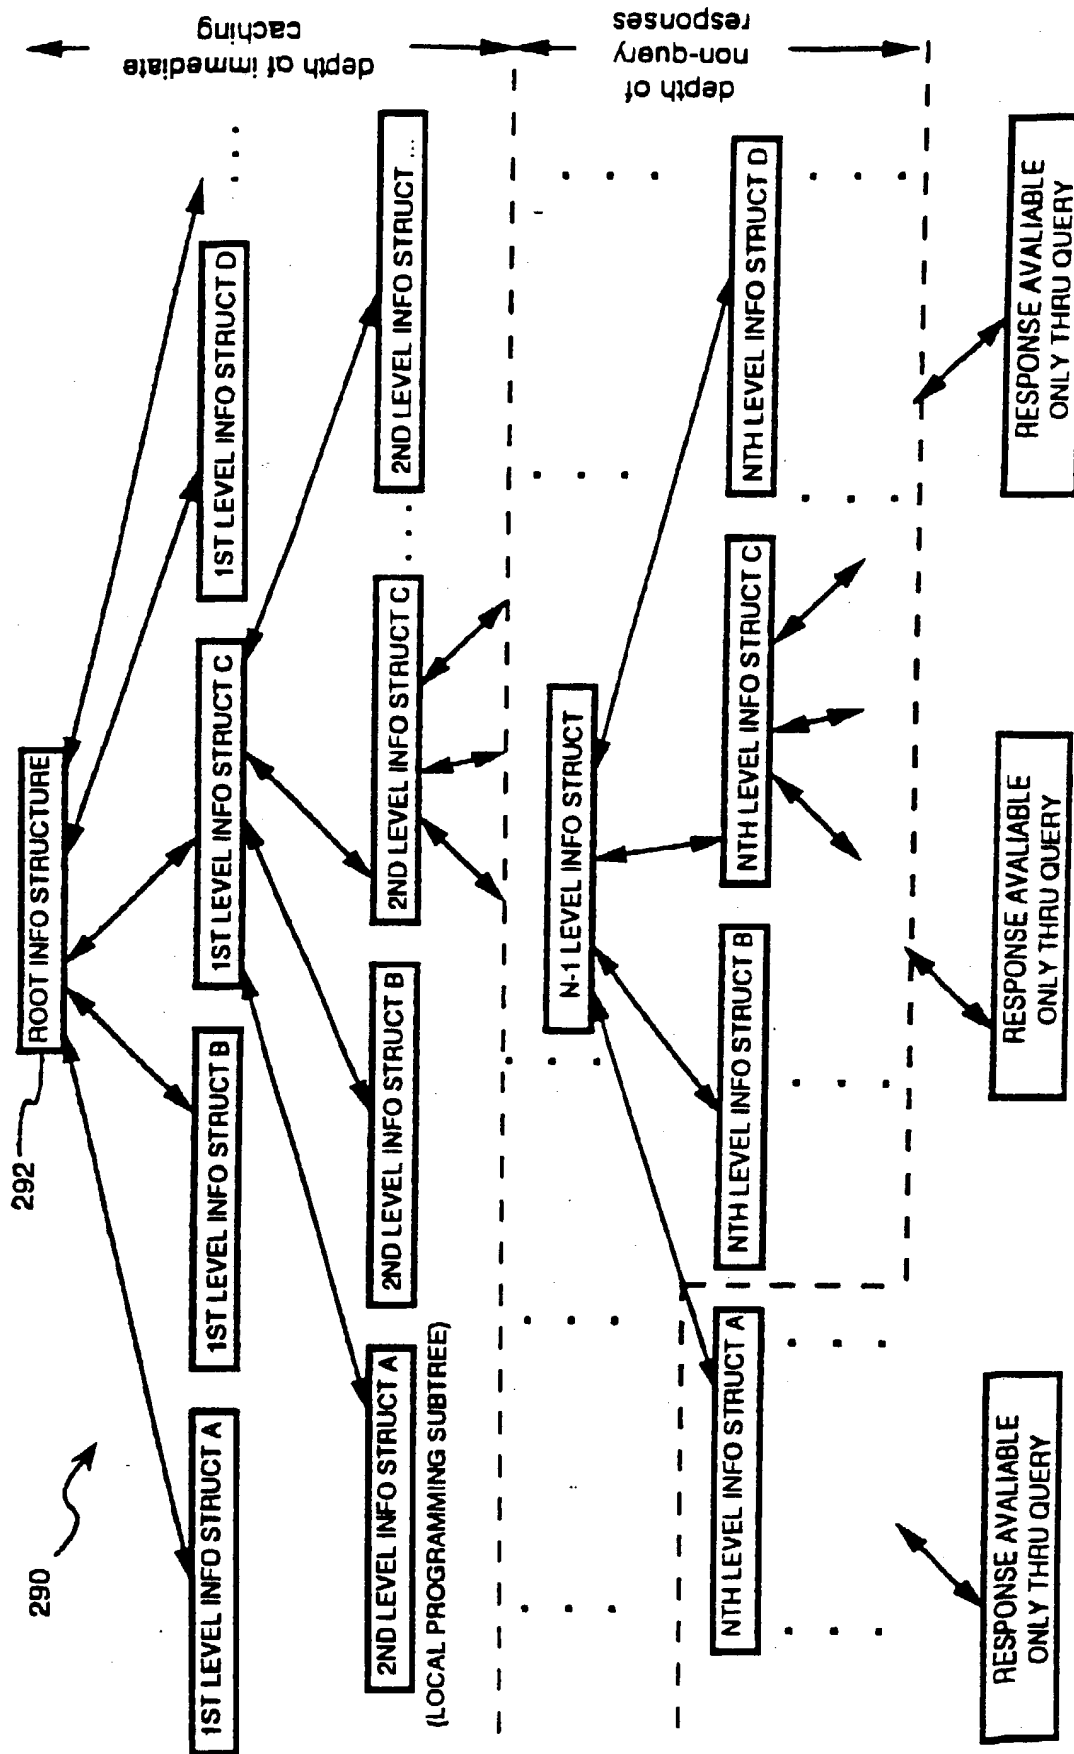 290
292
ROOT INFO STRUCTURE
1ST LEVEL INFO STRUCT A
1ST LEVEL INFO STRUCT B
1ST LEVEL INFO STRUCT C
1ST LEVEL INFO STRUCT D
...
depth of immediate
caching
2ND LEVEL INFO STRUCT A
(LOCAL PROGRAMMING SUBTREE)
2ND LEVEL INFO STRUCT B
2ND LEVEL INFO STRUCT C
...
2ND LEVEL INFO STRUCT ...
N-1 LEVEL INFO STRUCT
depth of
non-query
responses
NTH LEVEL INFO STRUCT A
NTH LEVEL INFO STRUCT B
NTH LEVEL INFO STRUCT C
NTH LEVEL INFO STRUCT D
RESPONSE AVALIABLE
ONLY THRU QUERY
RESPONSE AVALIABLE
ONLY THRU QUERY
RESPONSE AVALIABLE
ONLY THRU QUERY